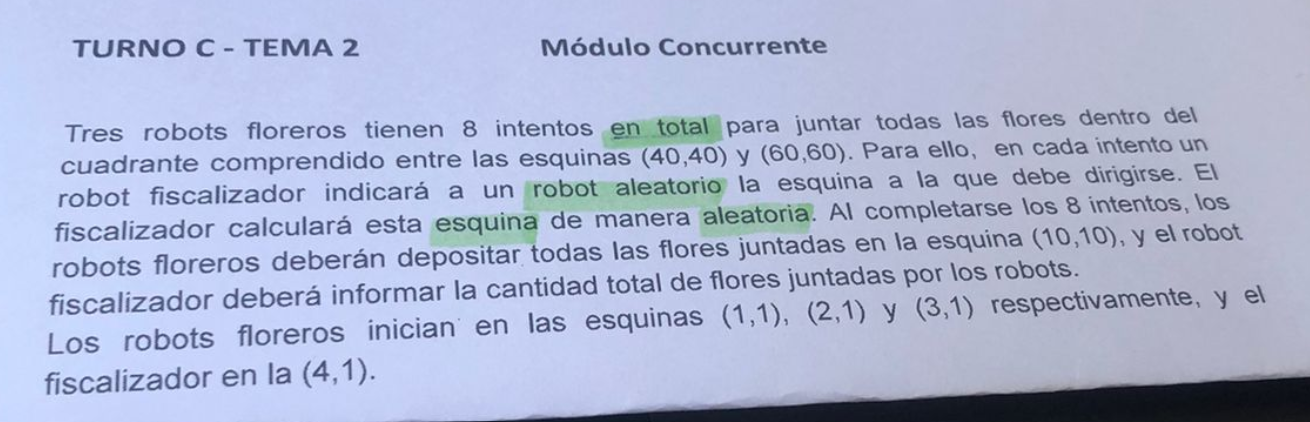 TURNO C - TEMA 2 Módulo Concurrente
Tres robots floreros tienen 8 intentos en total para juntar todas las flores dentro del
cuadrante comprendido entre las esquinas (40,40) y (60,60). Para ello, en cada intento un
robot fiscalizador indicará a un robot aleatorio la esquina a la que debe dirigirse. El
fiscalizador calculará esta esquina de manera aleatoria. Al completarse los 8 intentos, los
robots floreros deberán depositar todas las flores juntadas en la esquina (10,10), y el robot
fiscalizador deberá informar la cantidad total de flores juntadas por los robots.
Los robots floreros inician en las esquinas (1,1), (2,1) y (3,1) respectivamente, y el
fiscalizador en la (4,1).